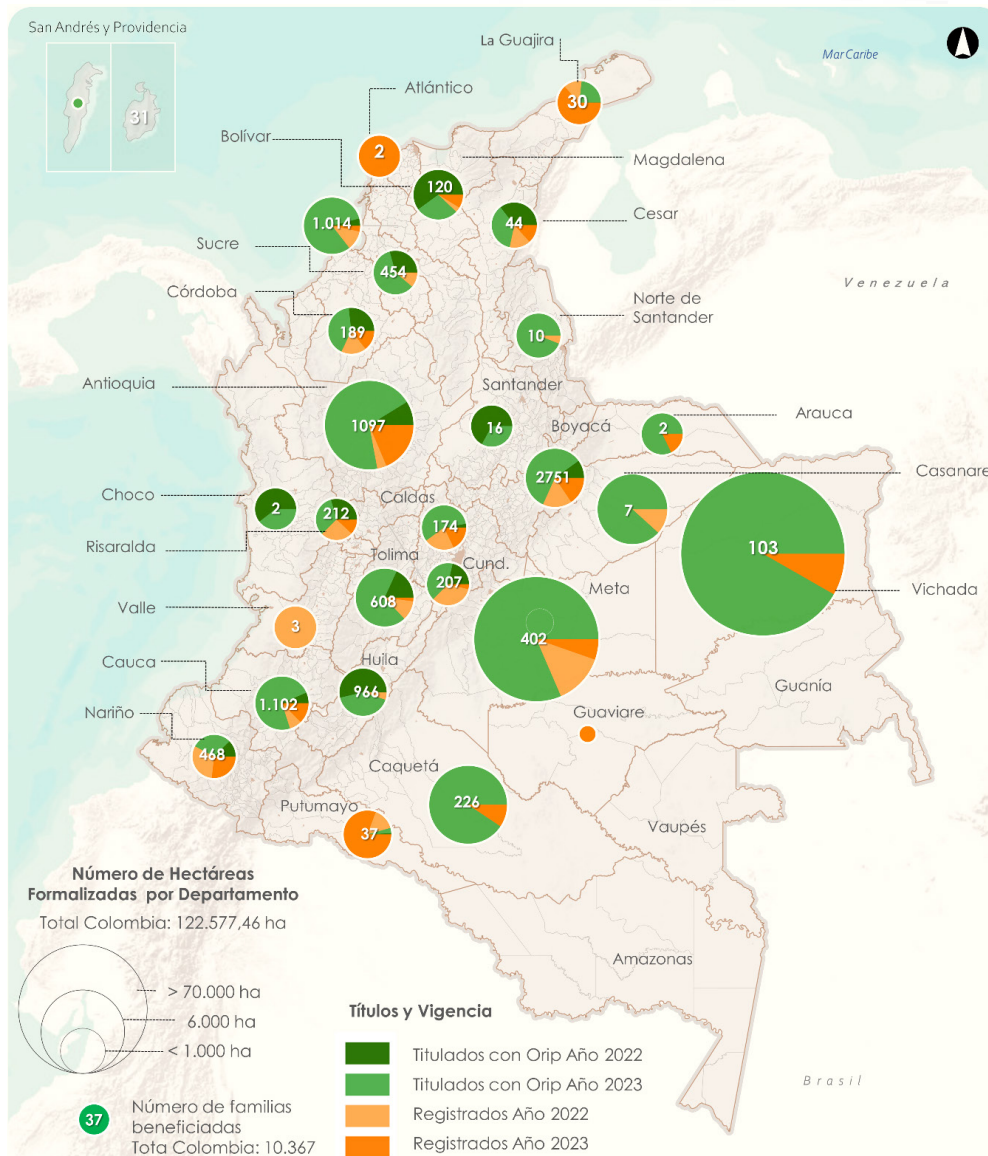 San Andrés y Providencia
31
La Guajira
Mar Caribe
30
Atlántico
2
Bolívar
Magdalena
120
Cesar
44
1.014
Sucre
454
Venezuela
Córdoba
189
Norte de
Santander
10
Antioquia
1097
Santander
16
Boyacá
Arauca
2
2751
Casanare
7
Choco
2
212
Caldas
174
103
Risaralda
Tolima
Cund.
207
608
Meta
402
Vichada
Valle
3
Cauca
Huila
966
1.102
Guanía
Nariño
468
Guaviare
Caquetá
226
Putumayo
37
Vaupés
Amazonas
Brasil
Número de Hectáreas
Formalizadas por Departamento
Total Colombia: 122.577,46 ha
> 70.000 ha
6.000 ha
< 1.000 ha
37
Número de familias
beneficiadas
Tota Colombia: 10.367
Títulos y Vigencia
Titulados con Orip Año 2022
Titulados con Orip Año 2023
Registrados Año 2022
Registrados Año 2023